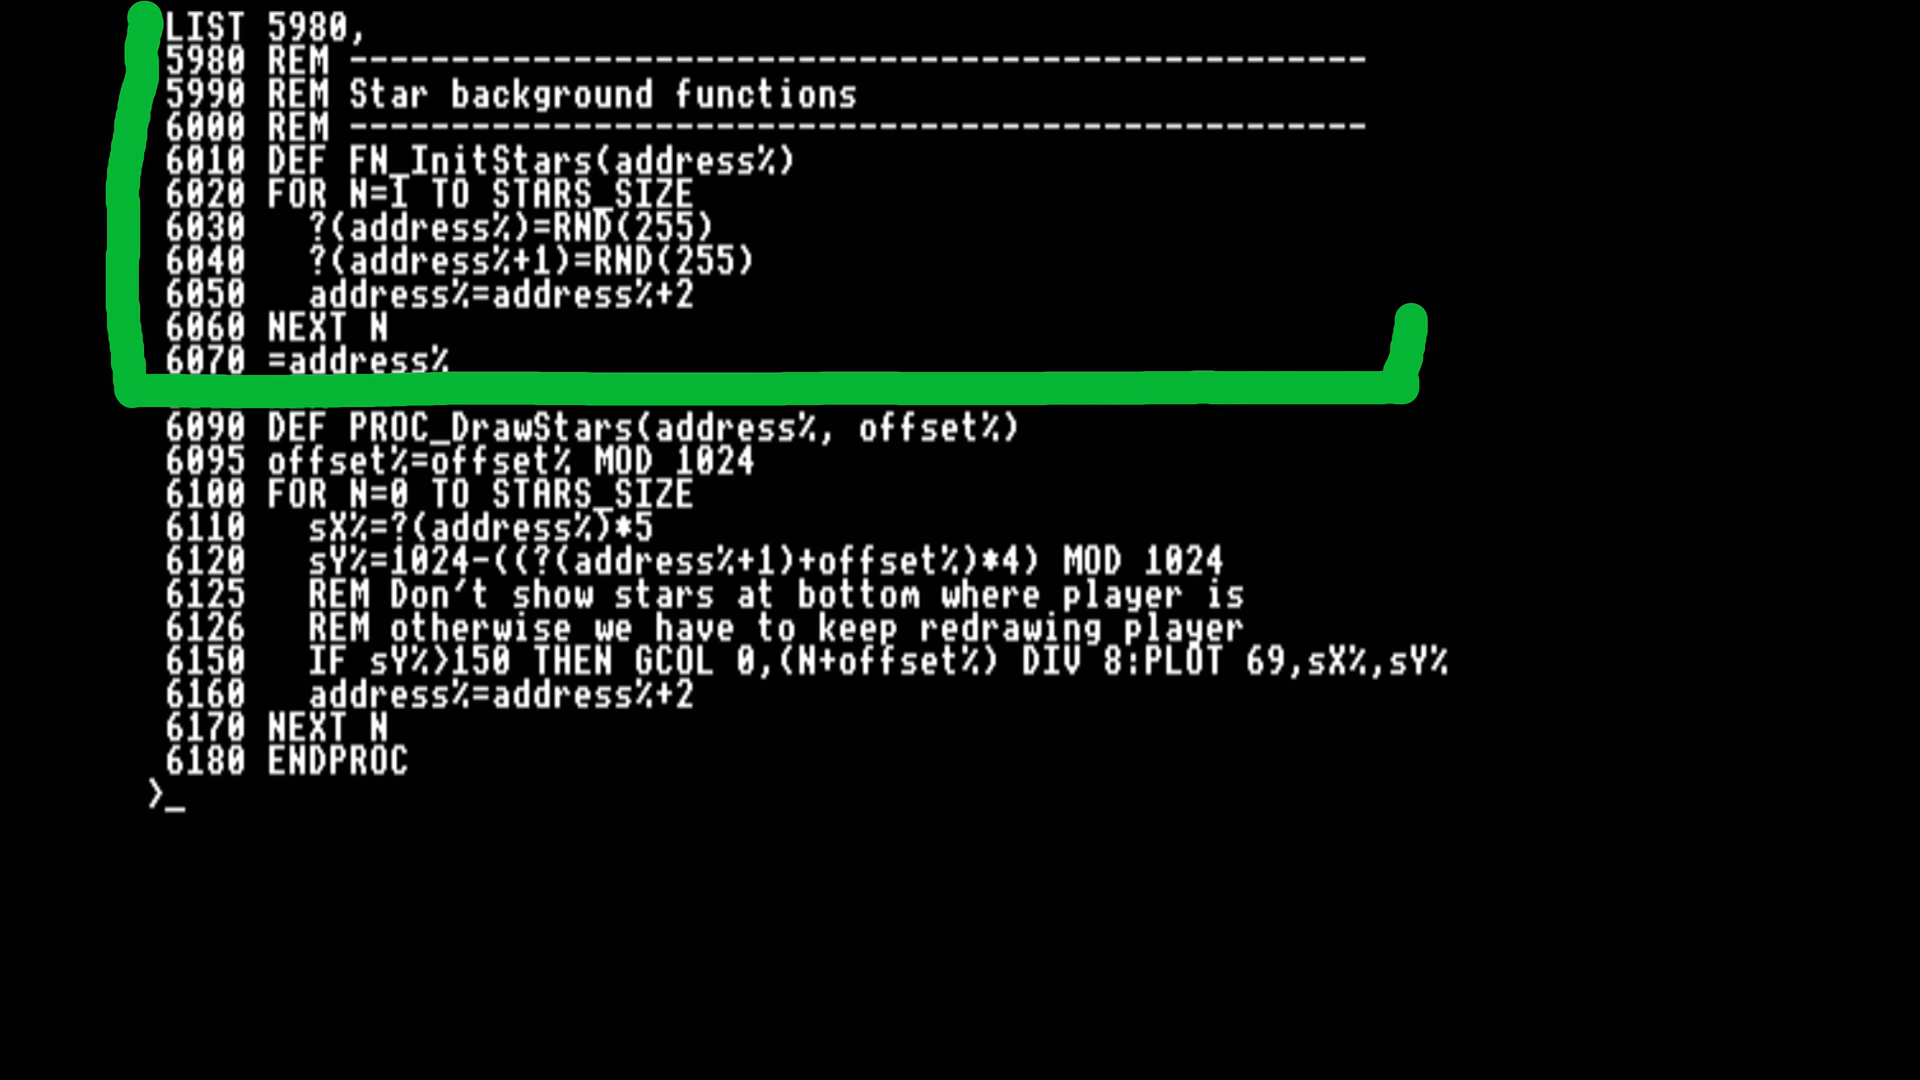 LIST 5980,
5980 REM --------------------------------------------------
5990 REM Star background functions
6000 REM --------------------------------------------------
6010 DEF FN_InitStars(address%)
6020 FOR N=1 TO STARS_SIZE
6030   ?(address%)=RND(255)
6040   ?(address%+1)=RND(255)
6050   address%=address%+2
6060 NEXT N
6070 =address%
6090 DEF PROC_DrawStars(address%, offset%)
6095 offset%=offset% MOD 1024
6100 FOR N=0 TO STARS_SIZE
6110   sX%=?(address%)*5
6120   sY%=1024-((?(address%+1)+offset%)*4) MOD 1024
6125   REM Don't show stars at bottom where player is
6126   REM otherwise we have to keep redrawing player
6150   IF sY%>150 THEN GCOL 0,(N+offset%) DIV 8:PLOT 69,sX%,sY%
6160   address%=address%+2
6170 NEXT N
6180 ENDPROC
>_